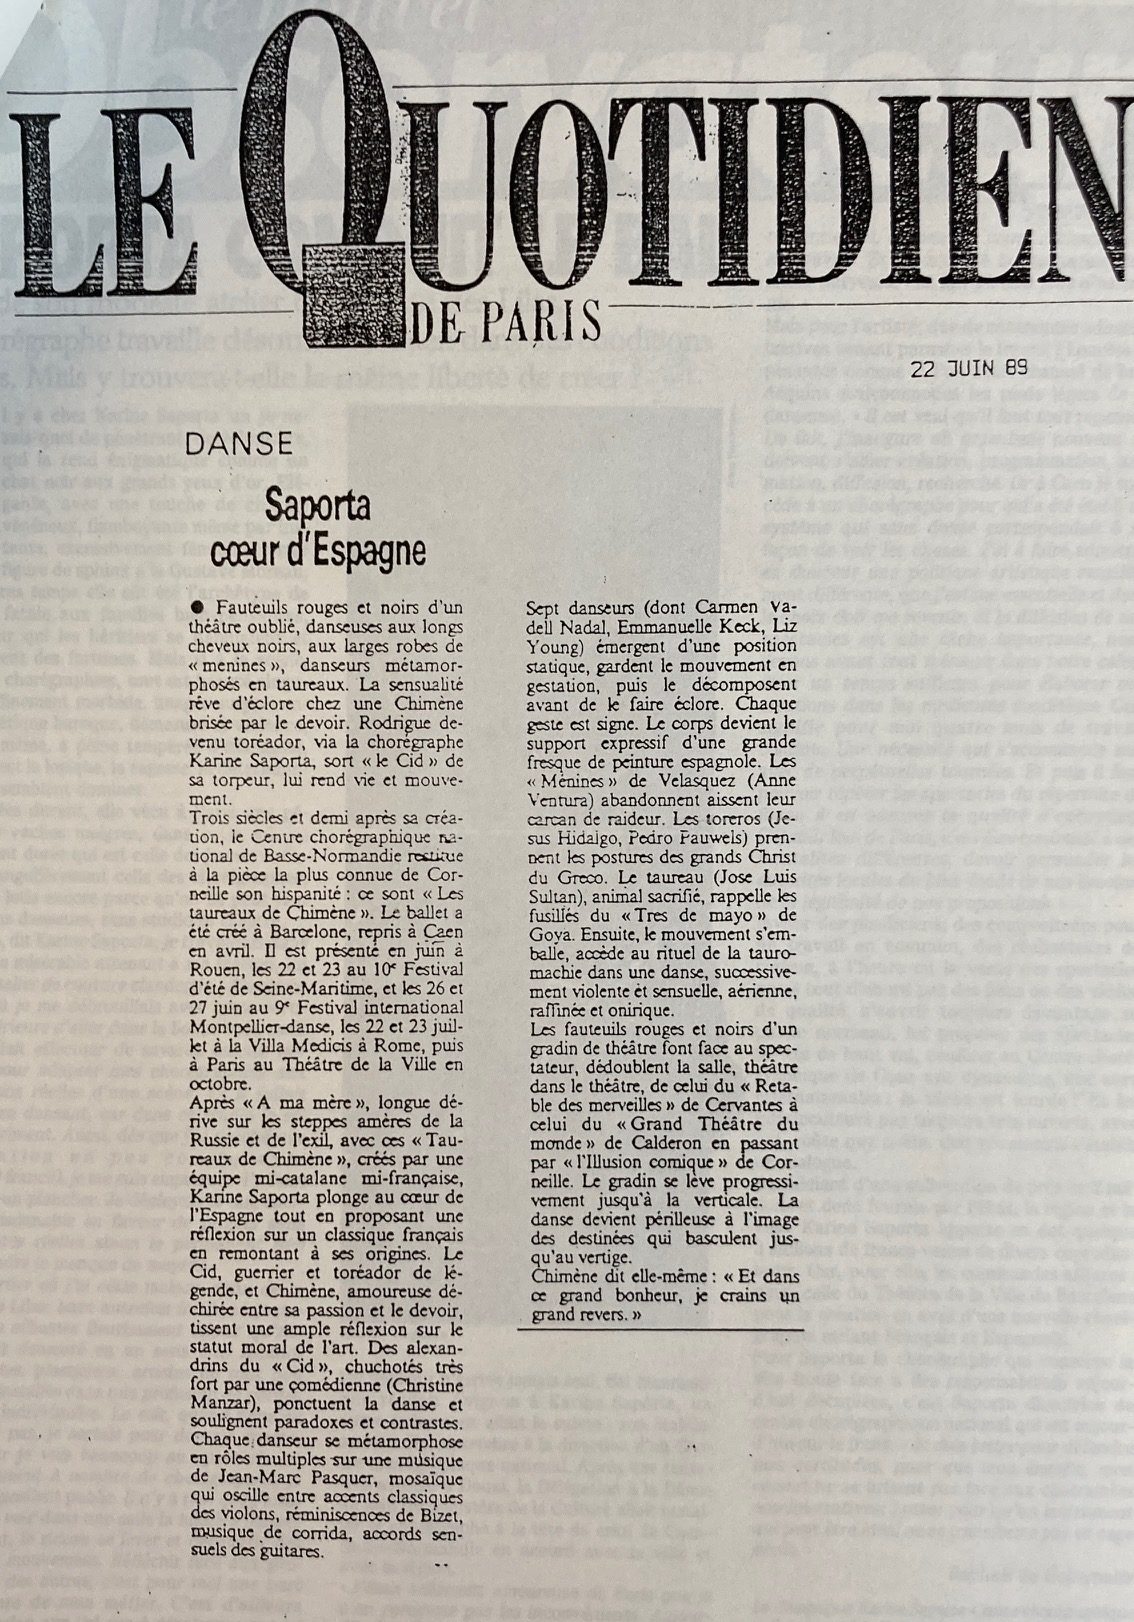 LE QUOTIDIEN
DE PARIS
22 JUIN 89
DANSE
Saporta
cœur d'Espagne
● Fauteuils rouges et noirs d'un
théâtre oublié, danseuses aux longs
cheveux noirs, aux larges robes de
« menines », danseurs métamor-
phosés en taureaux. La sensualité
rêve d'éclore chez une Chimène
brisée par le devoir. Rodrigue de-
venu toréador, via la chorégraphe
Karine Saporta, sort « le Cid » de
sa torpeur, lui rend vie et mouve-
ment.
Trois siècles et demi après sa créa-
tion, le Centre chorégraphique na-
tional de Basse-Normandie restitue
à la pièce la plus connue de Cor-
neille son hispanité : ce sont « Les
taureaux de Chimène ». Le ballet a
été créé à Barcelone, repris à Caen
en avril. Il est présenté en juin à
Rouen, les 22 et 23 au 10e Festival
d'été de Seine-Maritime, et les 26 et
27 juin au 9e Festival international
Montpellier-danse, les 22 et 23 juil-
let à la Villa Medicis à Rome, puis
à Paris au Théâtre de la Ville en
octobre.
Après « A ma mère », longue dé-
rive sur les steppes amères de la
Russie et de l'exil, avec ces « Tau-
reaux de Chimène », créés par une
équipe mi-catalane mi-française,
Karine Saporta plonge au cœur de
l'Espagne tout en proposant une
réflexion sur un classique français
en remontant à ses origines. Le
Cid, guerrier et toréador de lé-
gende, et Chimène, amoureuse dé-
chirée entre sa passion et le devoir,
tissent une ample réflexion sur le
statut moral de l'art. Des alexan-
drins du « Cid », chuchotés très
fort par une comédienne (Christine
Manzar), ponctuent la danse et
soulignent paradoxes et contrastes.
Chaque danseur se métamorphose
en rôles multiples sur une musique
de Jean-Marc Pasquer, mosaïque
qui oscille entre accents classiques
des violons, réminiscences de Bizet,
musique de corrida, accords sen-
suels des guitares.
Sept danseurs (dont Carmen Va-
dell Nadal, Emmanuelle Keck, Liz
Young) émergent d'une position
statique, gardent le mouvement en
gestation, puis le décomposent
avant de le faire éclore. Chaque
geste est signe. Le corps devient le
support expressif d'une grande
fresque de peinture espagnole. Les
« Ménines » de Velasquez (Anne
Ventura) abandonnent aissent leur
carcan de raideur. Les toreros (Je-
sus Hidalgo, Pedro Pauwels) pren-
nent les postures des grands Christ
du Greco. Le taureau (Jose Luis
Sultan), animal sacrifié, rappelle les
fusillés du « Tres de mayo » de
Goya. Ensuite, le mouvement s'em-
balle, accède au rituel de la tauro-
machie dans une danse, successive-
ment violente et sensuelle, aérienne,
raffinée et onirique.
Les fauteuils rouges et noirs d'un
gradin de théâtre font face au spec-
tateur, dédoublent la salle, théâtre
dans le théâtre, de celui du « Reta-
ble des merveilles » de Cervantes à
celui du « Grand Théâtre du
monde » de Calderon en passant
par « l'Illusion comique » de Cor-
neille. Le gradin se lève progressi-
vement jusqu'à la verticale. La
danse devient périlleuse à l'image
des destinées qui basculent jus-
qu'au vertige.
Chimène dit elle-même : « Et dans
ce grand bonheur, je crains un
grand revers. »